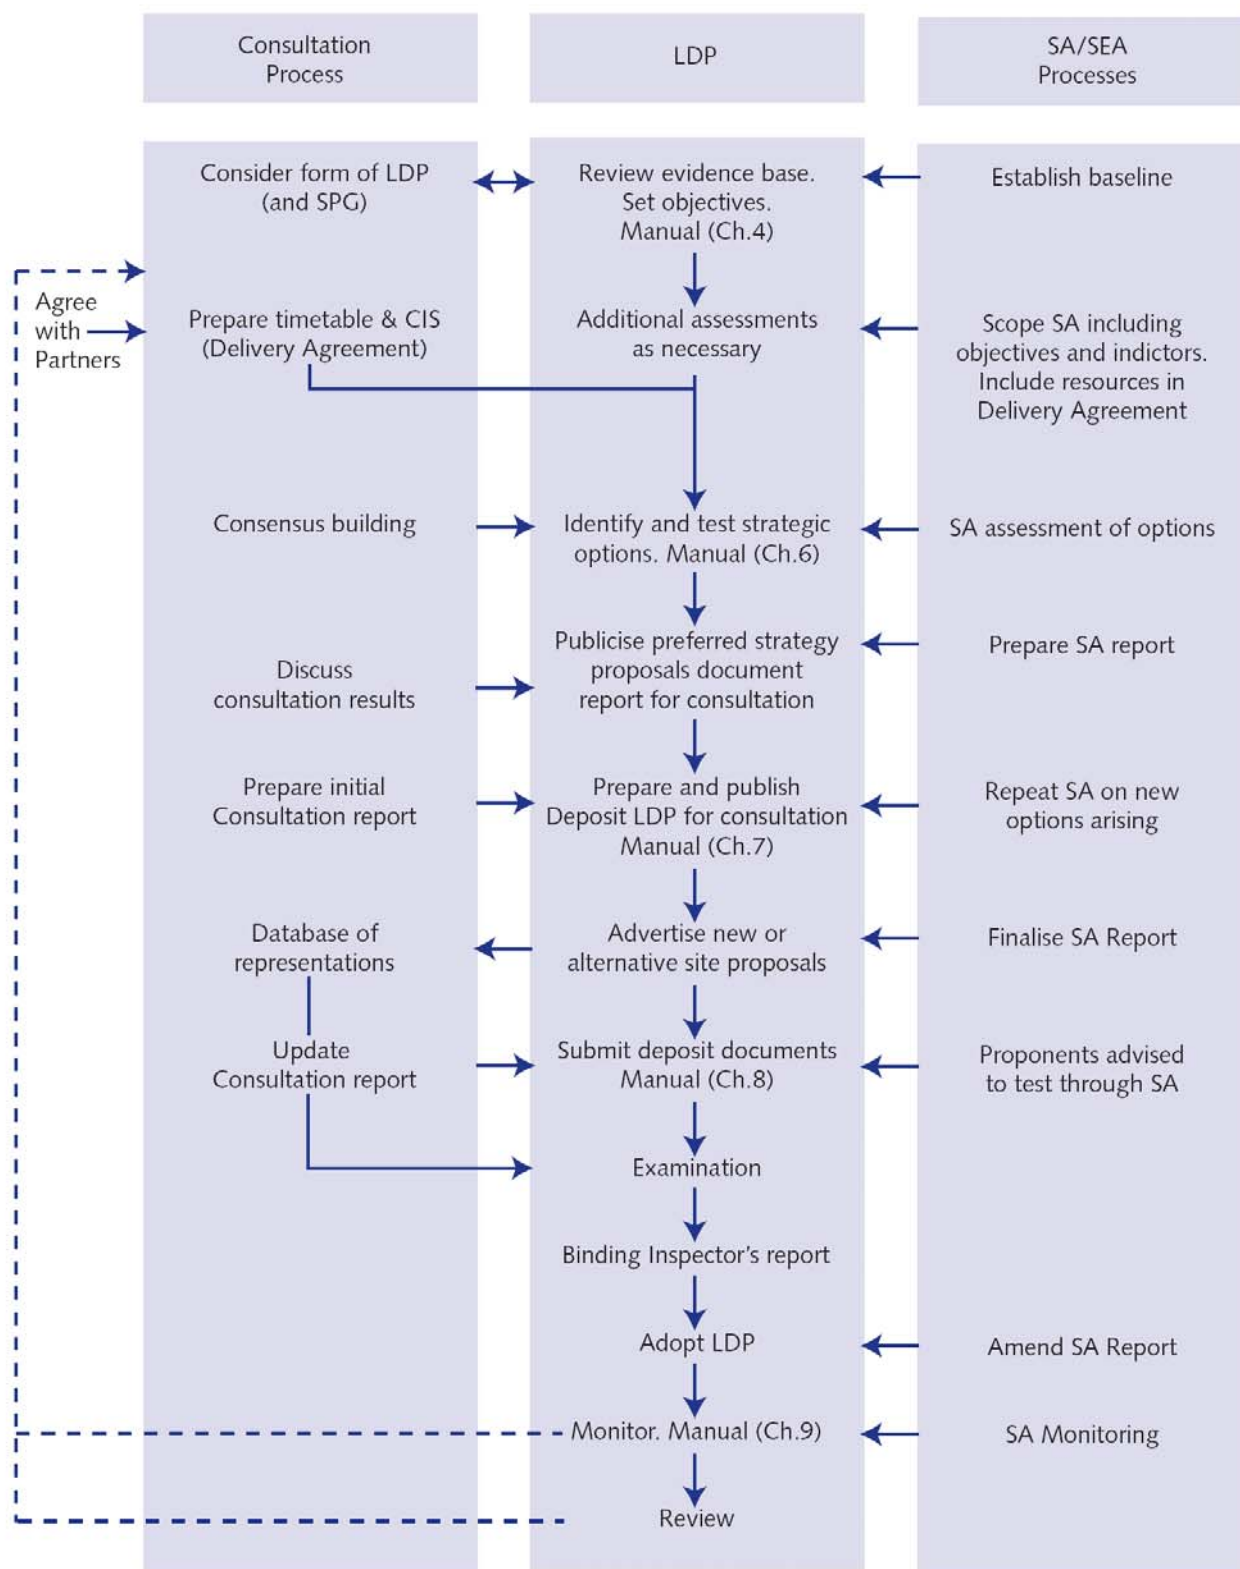 Consultation
Process
LDP
SA/SEA
Processes
Consider form of LDP
(and SPG)
Review evidence base.
Set objectives.
Manual (Ch.4)
Establish baseline
Agree
with
Partners
Prepare timetable & CIS
(Delivery Agreement)
Additional assessments
as necessary
Scope SA including
objectives and indictors.
Include resources in
Delivery Agreement
Consensus building
Identify and test strategic
options. Manual (Ch.6)
SA assessment of options
Discuss
consultation results
Publicise preferred strategy
proposals document
report for consultation
Prepare SA report
Prepare initial
Consultation report
Prepare and publish
Deposit LDP for consultation
Manual (Ch.7)
Repeat SA on new
options arising
Database of
representations
Advertise new or
alternative site proposals
Finalise SA Report
Update
Consultation report
Submit deposit documents
Manual (Ch.8)
Proponents advised
to test through SA
Examination
Binding Inspector's report
Adopt LDP
Amend SA Report
Monitor. Manual (Ch.9)
SA Monitoring
Review